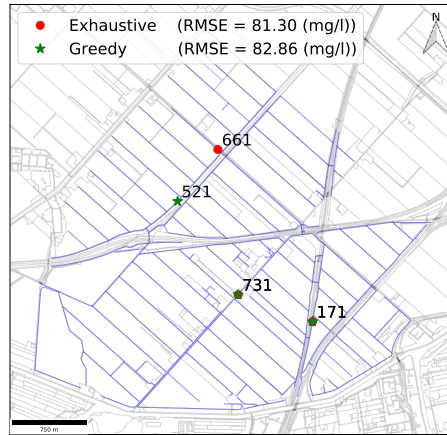 Exhaustive (RMSE = 81.30 (mg/l))
Greedy (RMSE = 82.86 (mg/l))
N
661
521
731
171
750 m